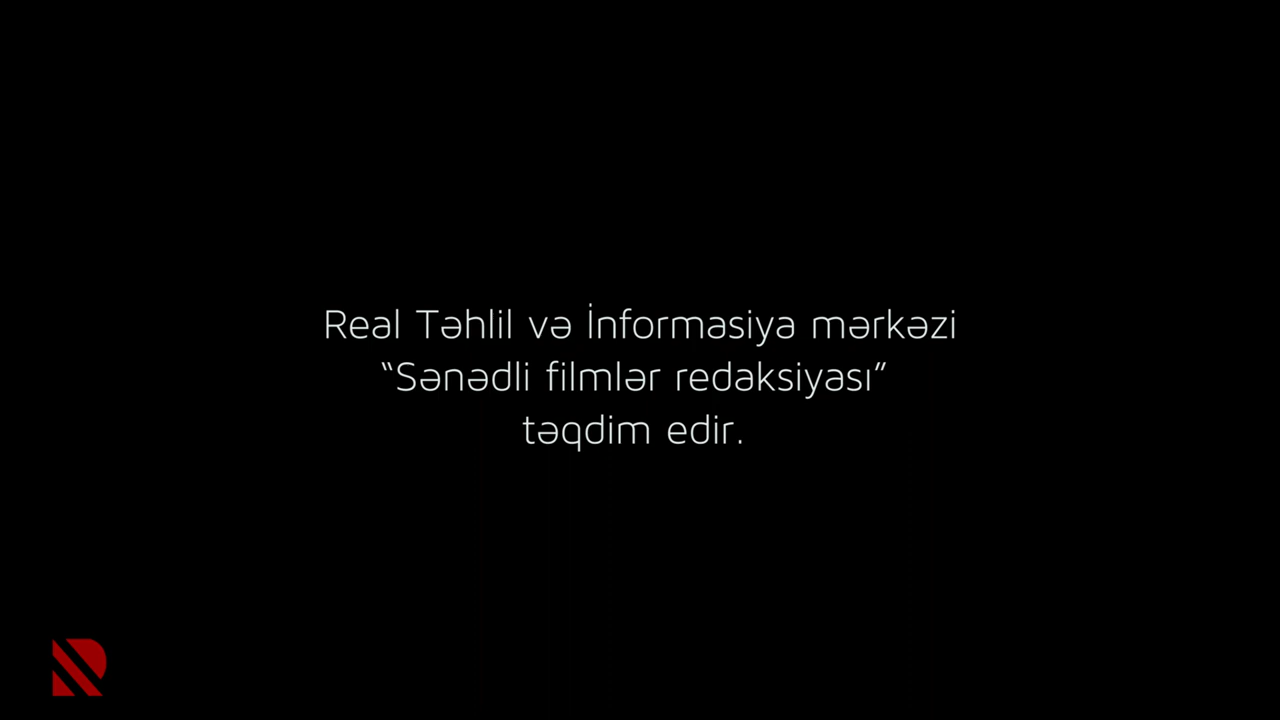 Real Təhlil və İnformasiya mərkəzi
“Sənədli filmlər redaksiyası”
təqdim edir.